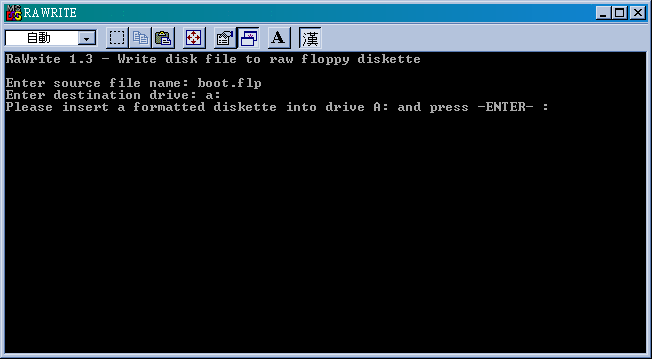 RAWRITE
自動
A
漢
RaWrite 1.3 - Write disk file to raw floppy diskette
Enter source file name: boot.flp
Enter destination drive: a:
Please insert a formatted diskette into drive A: and press -ENTER- :